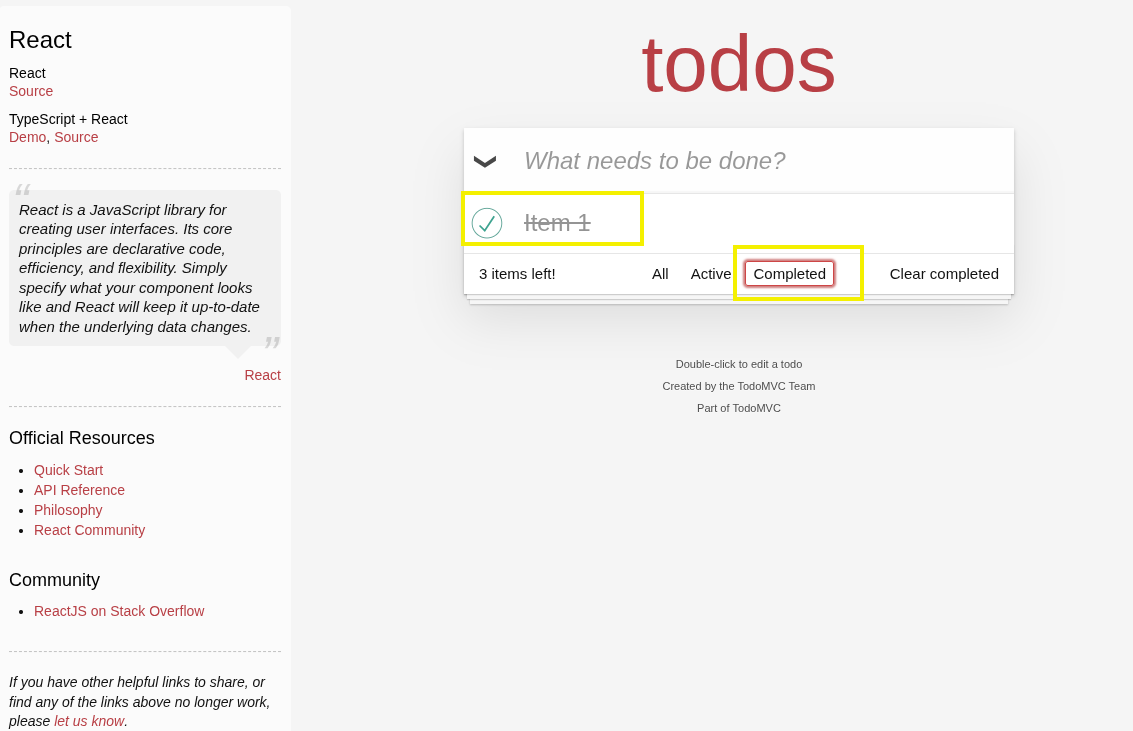 React
React
Source
TypeScript + React
Demo, Source
“
React is a JavaScript library for
creating user interfaces. Its core
principles are declarative code,
efficiency, and flexibility. Simply
specify what your component looks
like and React will keep it up-to-date
when the underlying data changes.
”
React
Official Resources
Quick Start
API Reference
Philosophy
React Community
Community
ReactJS on Stack Overflow
If you have other helpful links to share, or
find any of the links above no longer work,
please let us know.
todos
What needs to be done?
Item 1
3 items left! All Active Completed Clear completed
Double-click to edit a todo
Created by the TodoMVC Team
Part of TodoMVC